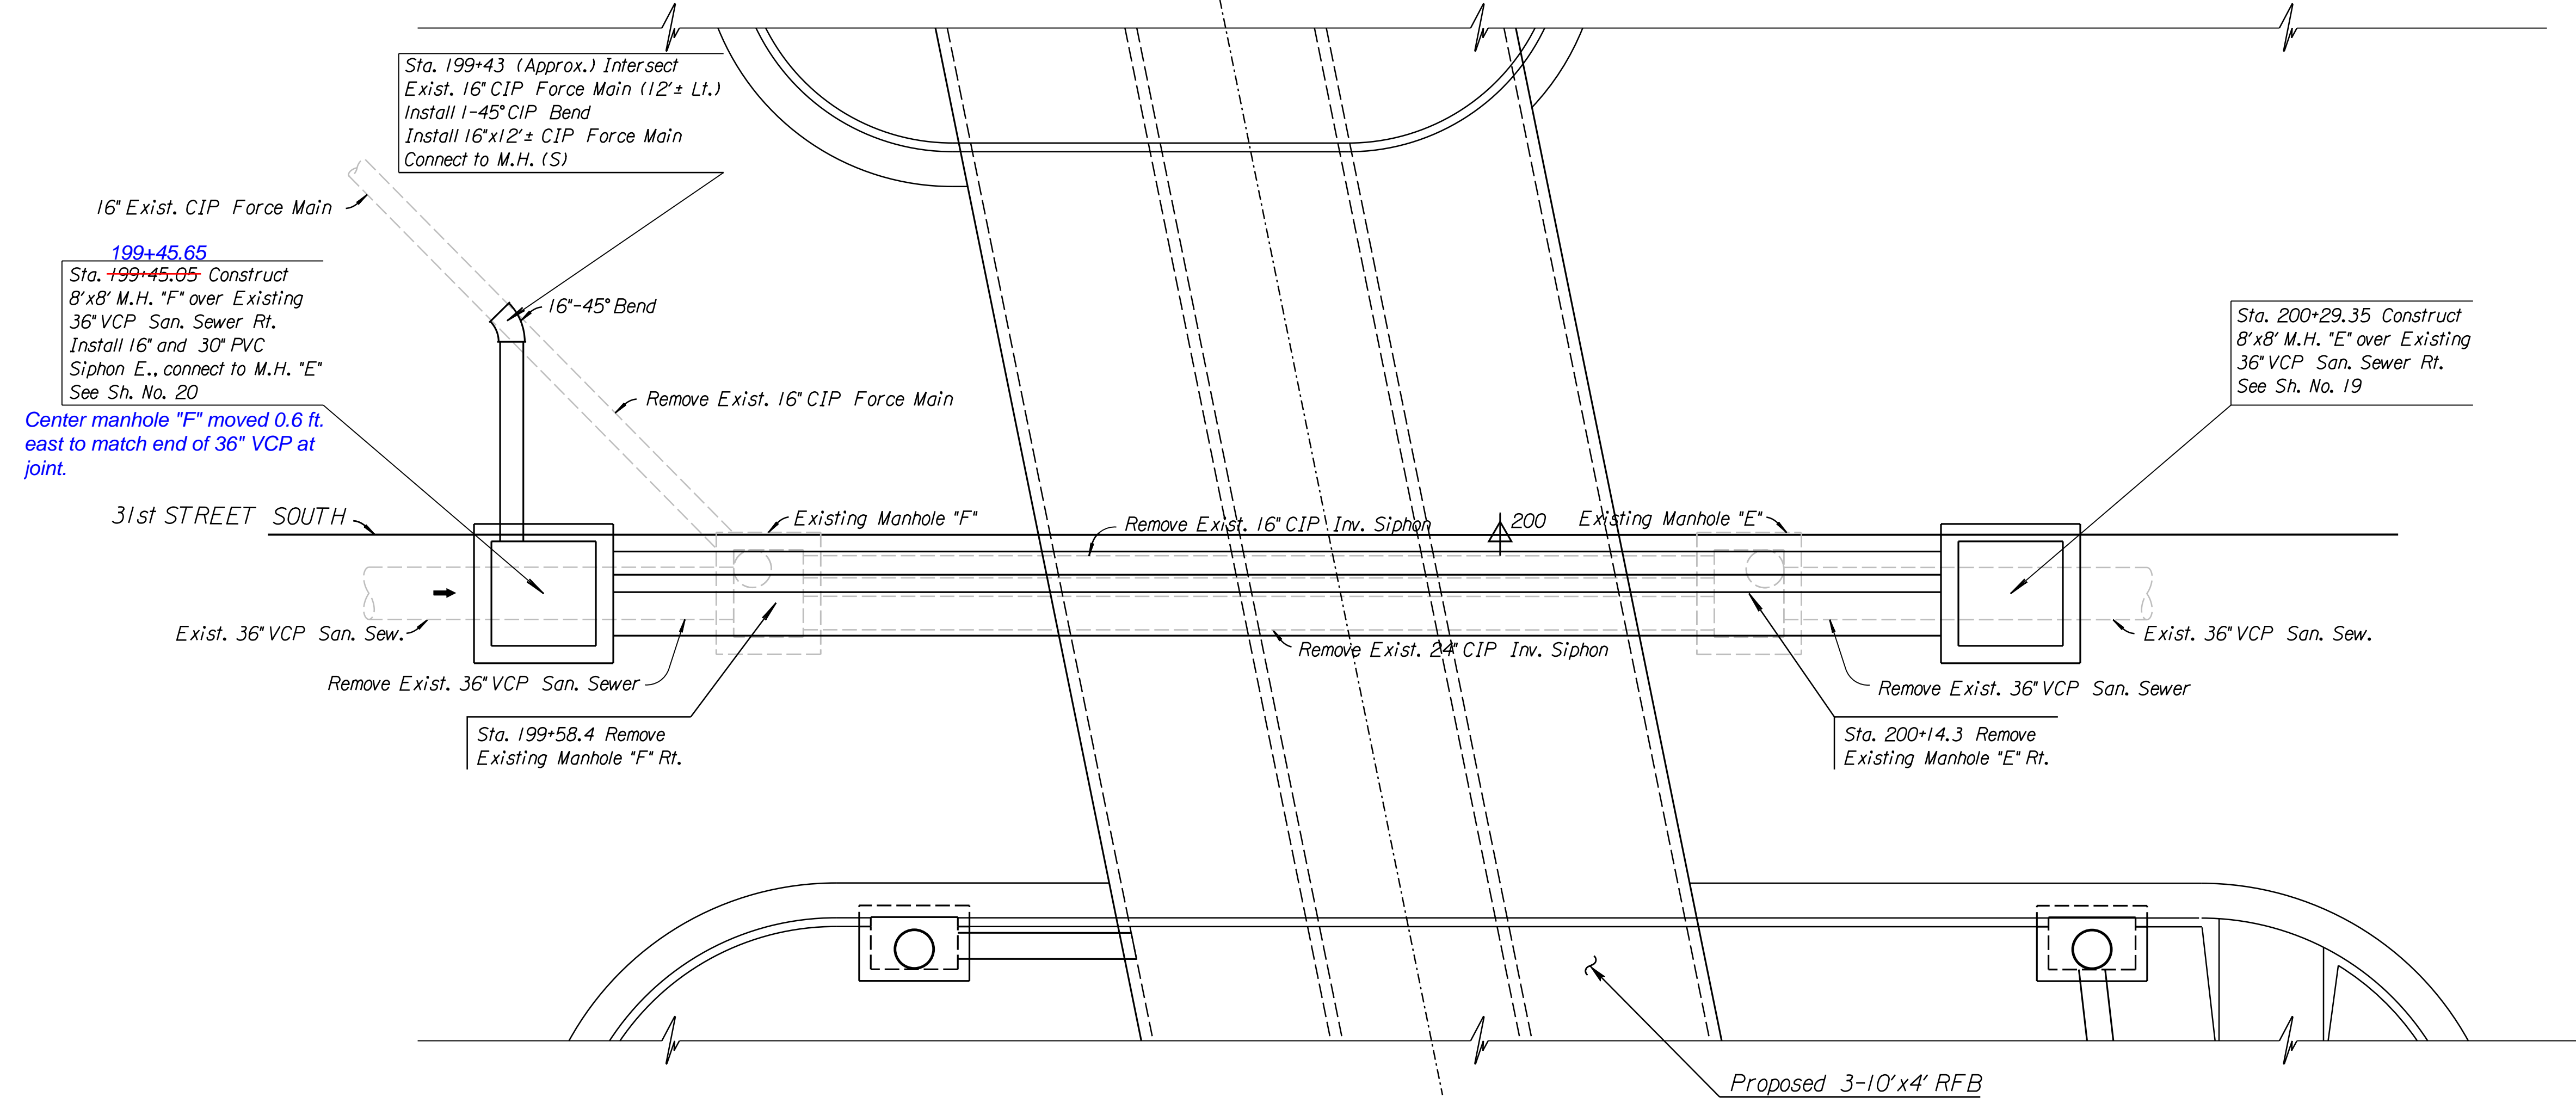 Sta. 199+43 (Approx.) Intersect
Exist. 16" CIP Force Main (12'± Lt.)
Install 1-45° CIP Bend
Install 16"x12'± CIP Force Main
Connect to M.H. (S)
16" Exist. CIP Force Main
199+45.65
Sta. 199+45.05 Construct
8'x8' M.H. "F" over Existing
36" VCP San. Sewer Rt.
Install 16" and 30" PVC
Siphon E., connect to M.H. "E"
See Sh. No. 20
Center manhole "F" moved 0.6 ft.
east to match end of 36" VCP at
joint.
16"-45° Bend
Remove Exist. 16" CIP Force Main
Sta. 200+29.35 Construct
8'x8' M.H. "E" over Existing
36" VCP San. Sewer Rt.
See Sh. No. 19
31st STREET SOUTH
Existing Manhole "F"
Remove Exist. 16" CIP Inv. Siphon
200
Existing Manhole "E"
Exist. 36" VCP San. Sew.
Remove Exist. 24" CIP Inv. Siphon
Exist. 36" VCP San. Sew.
Remove Exist. 36" VCP San. Sewer
Remove Exist. 36" VCP San. Sewer
Sta. 199+58.4 Remove
Existing Manhole "F" Rt.
Sta. 200+14.3 Remove
Existing Manhole "E" Rt.
Proposed 3-10'x4' RFB